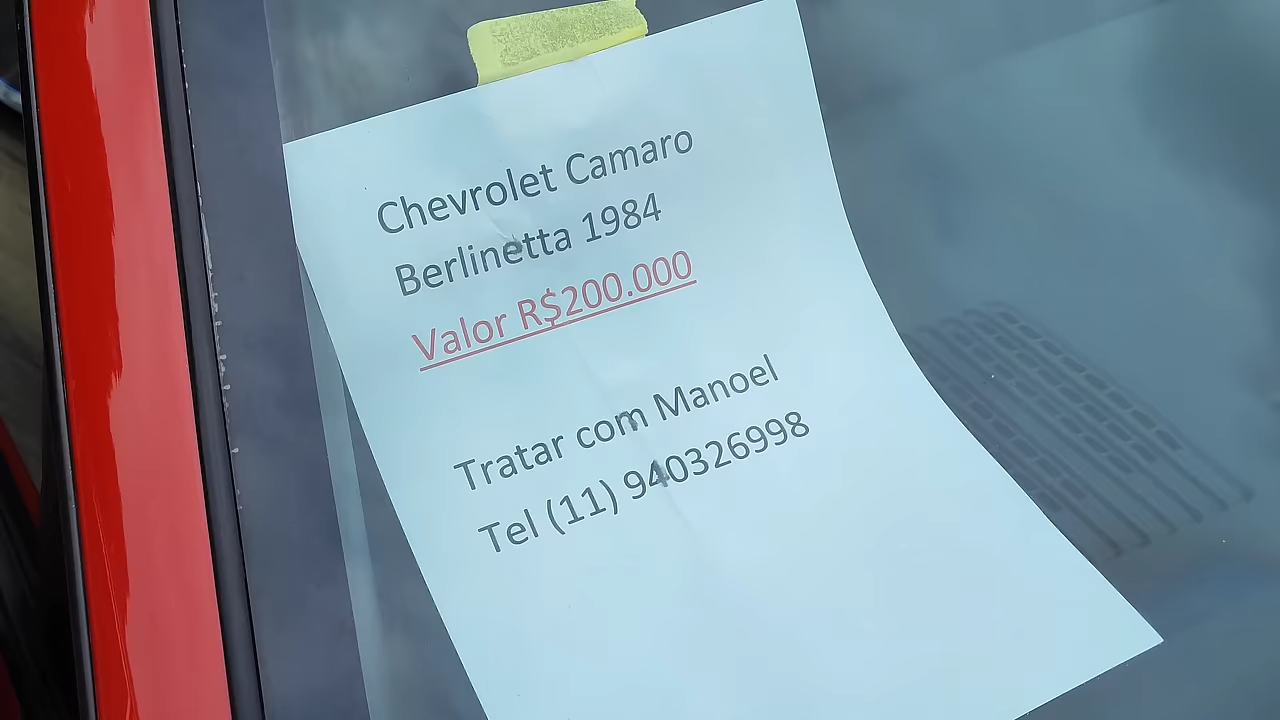 Chevrolet Camaro
Berlinetta 1984
Valor R$200.000
Tratar com Manoel
Tel (11) 940326998